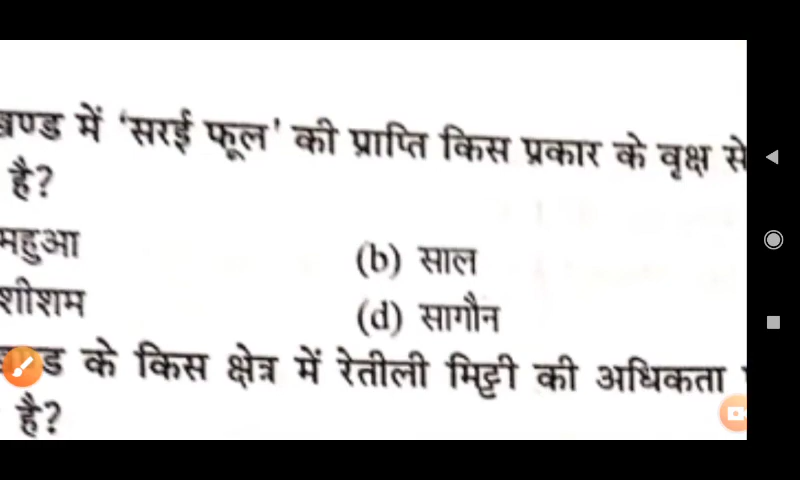 में 'सरई फूल' की प्राप्ति किस प्रकार के वृक्ष से
है?
महुआ
(b) साल
शीशम
(d) सागौन
के किस क्षेत्र में रेतीली मिट्टी की अधिकता
है?